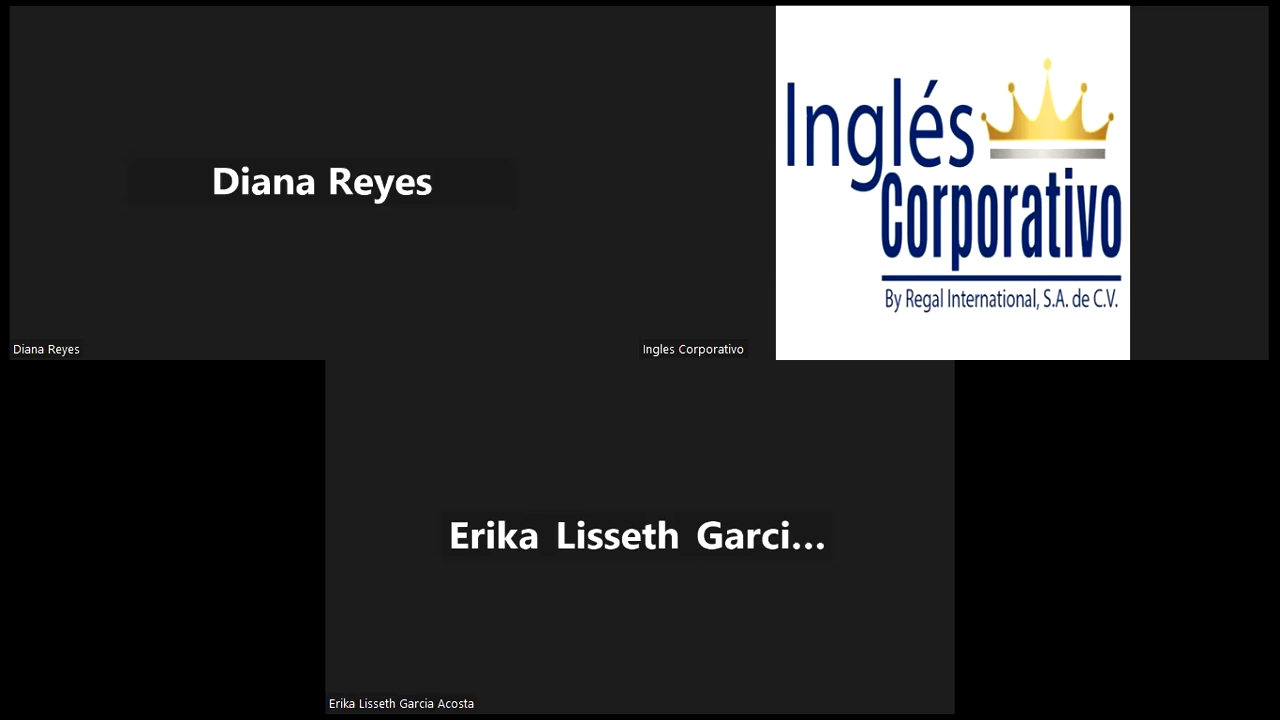 Diana Reyes
Diana Reyes
Inglés
Corporativo
By Regal International, S.A. de C.V.
Ingles Corporativo
Erika Lisseth Garci...
Erika Lisseth Garcia Acosta